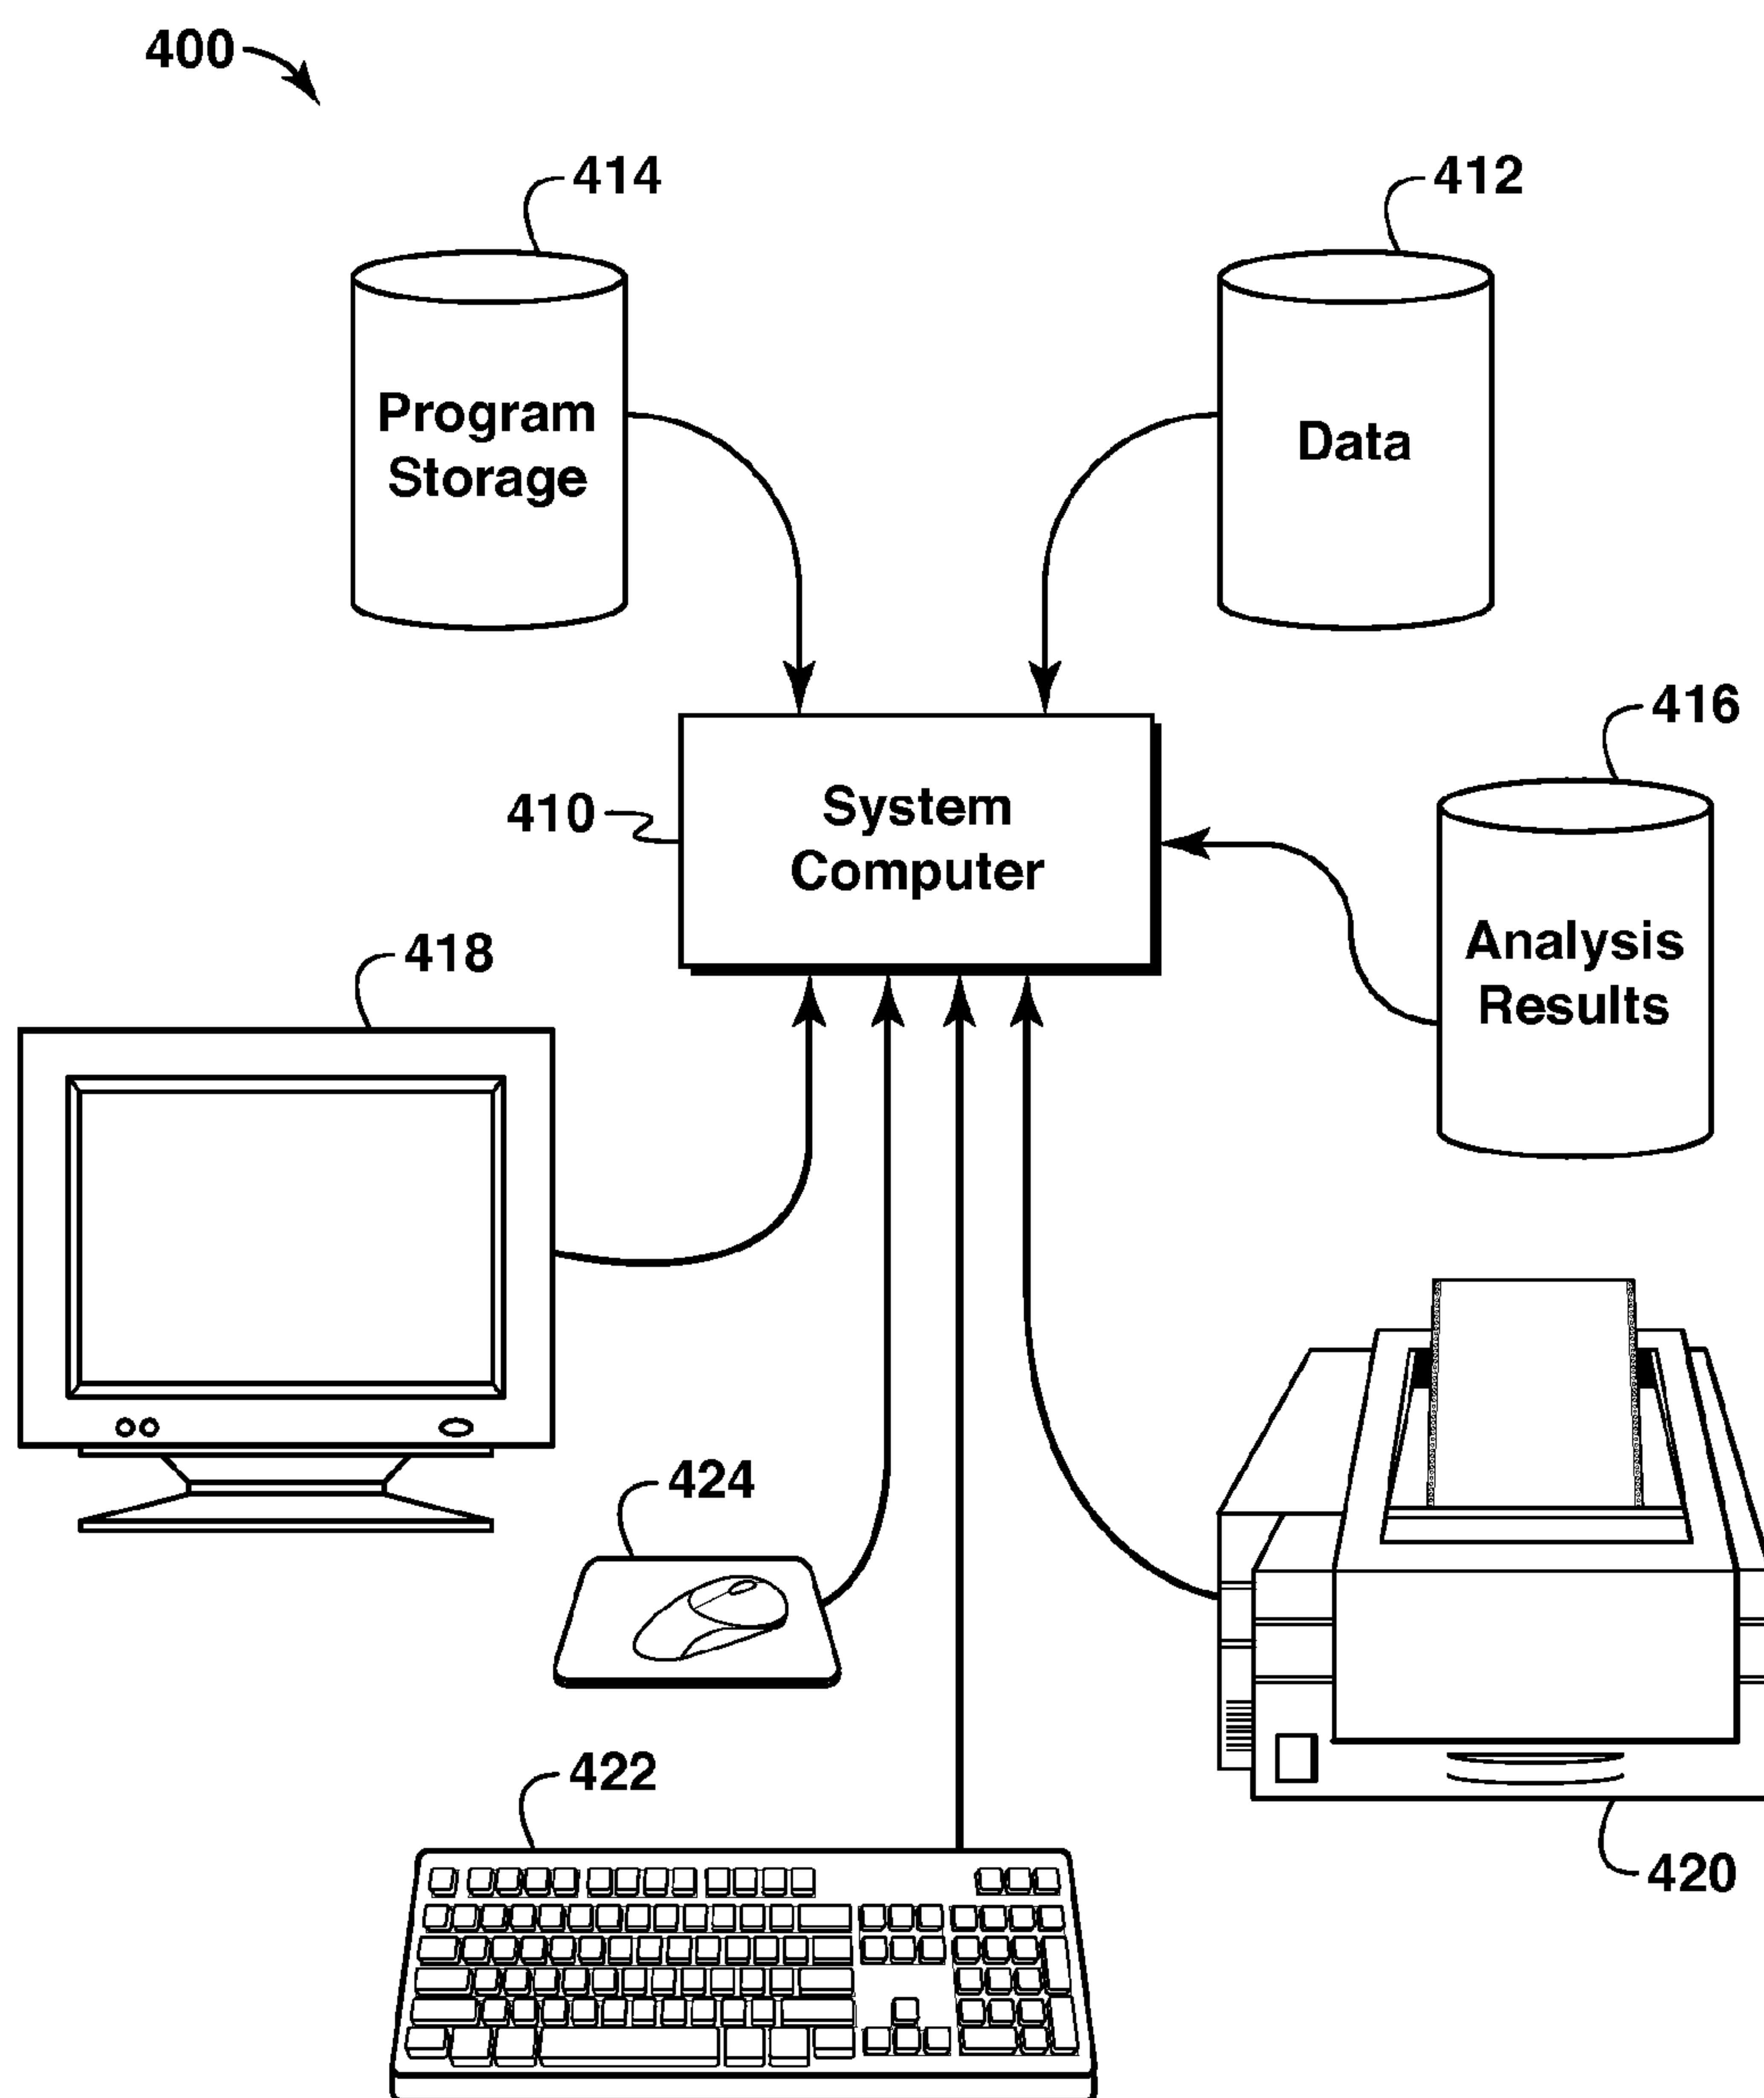 400
414
412
Program
Storage
Data
416
410
System
Computer
Analysis
Results
418
424
422
420